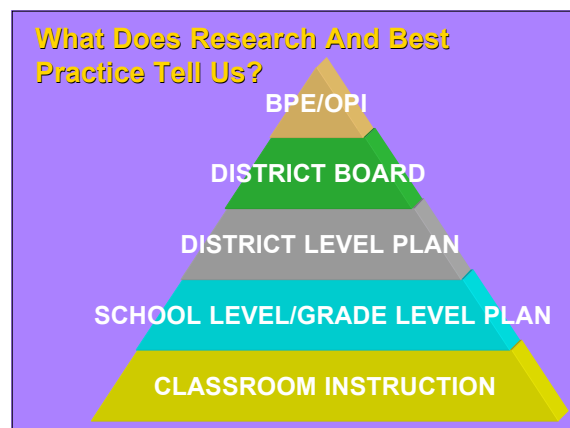 What Does Research And Best
Practice Tell Us?
BPE/OPI
DISTRICT BOARD
DISTRICT LEVEL PLAN
SCHOOL LEVEL/GRADE LEVEL PLAN
CLASSROOM INSTRUCTION